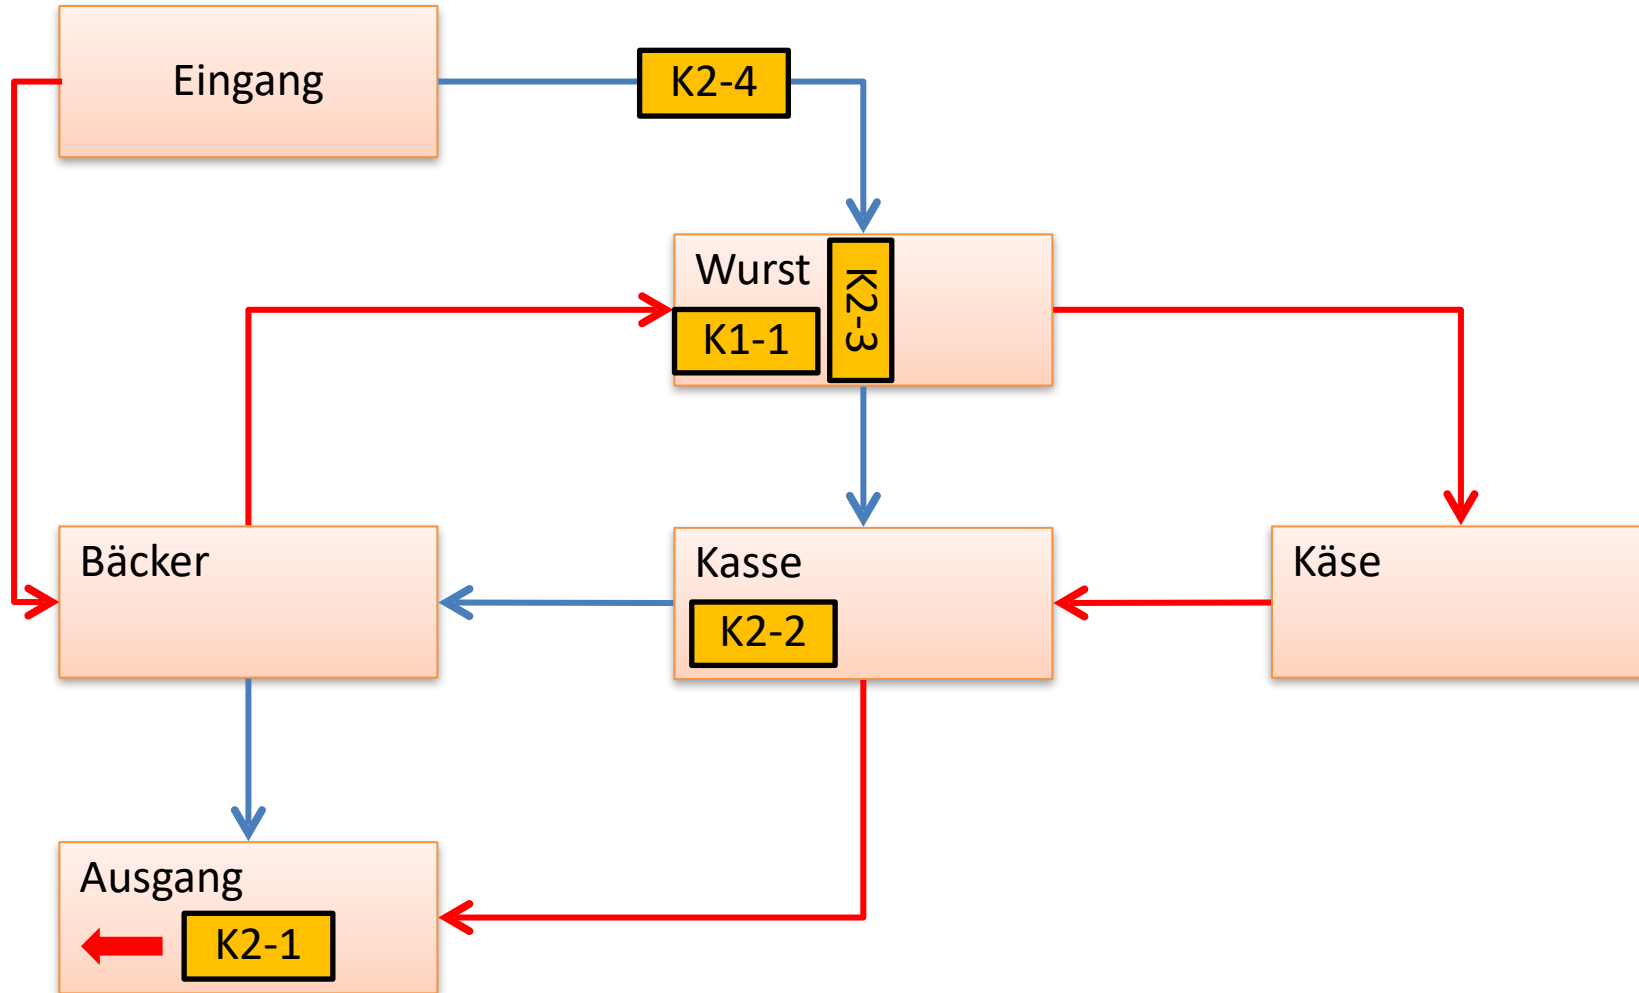 Eingang
K2-4
Wurst
K2-3
K1-1
Bäcker
Kasse
Käse
K2-2
Ausgang
K2-1